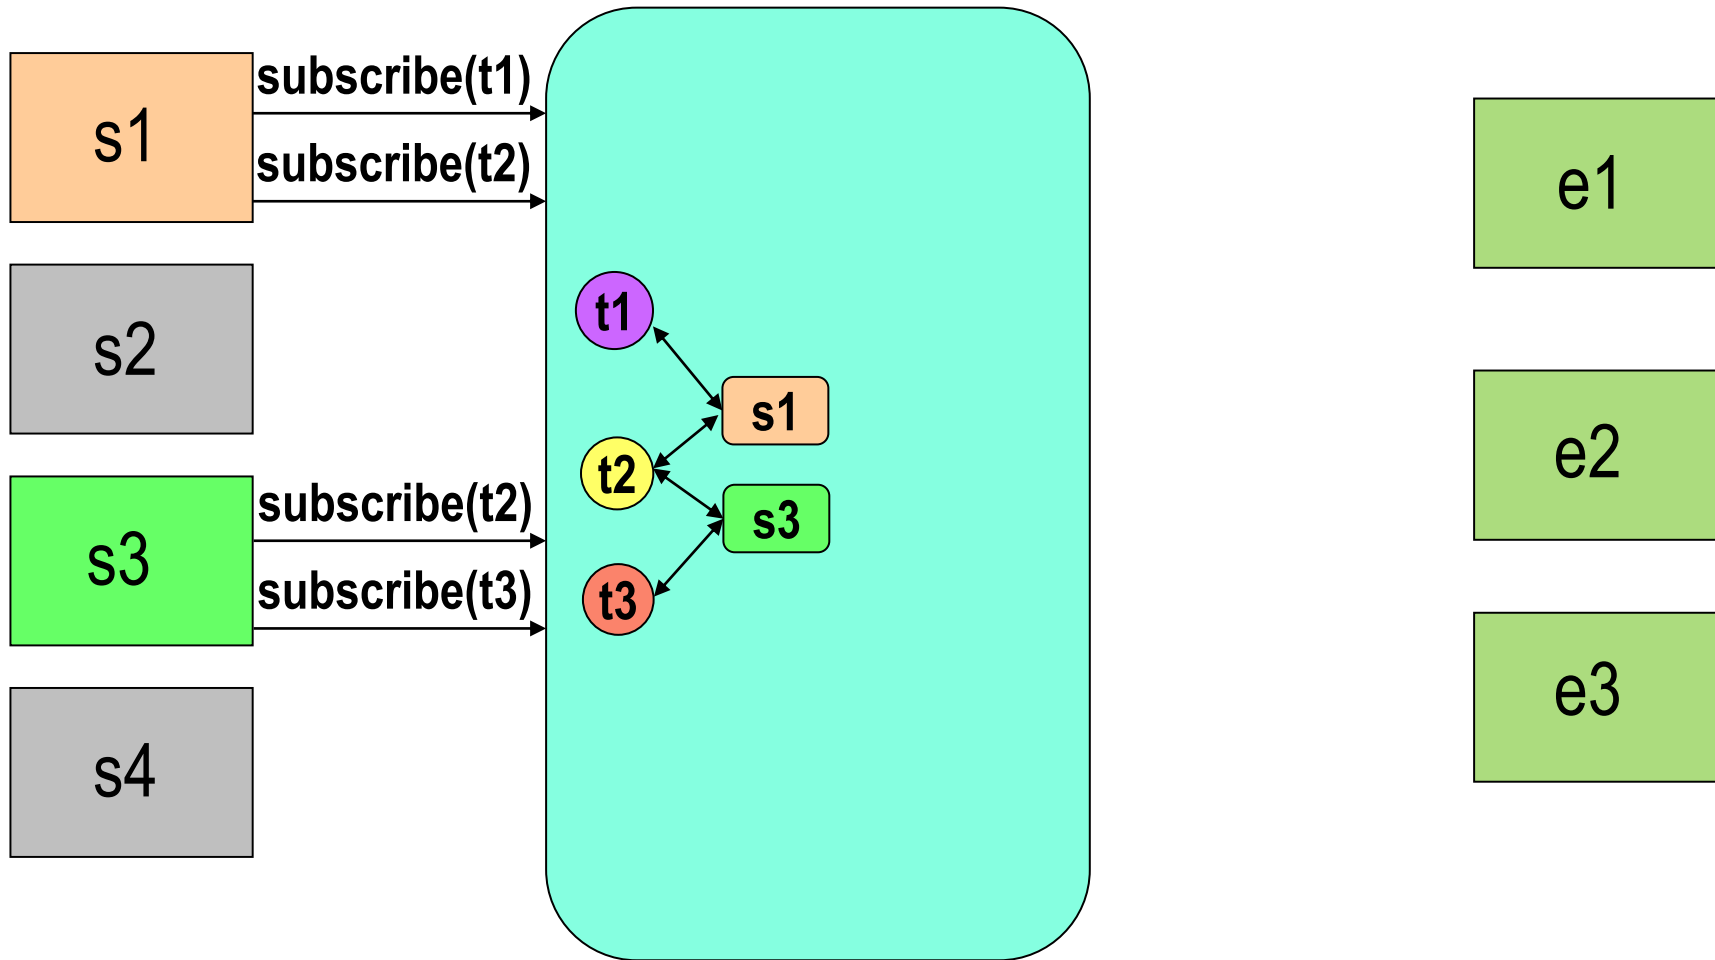 s1
subscribe(t1)
subscribe(t2)
s2
s3
subscribe(t2)
subscribe(t3)
s4
t1
s1
t2
s3
t3
e1
e2
e3